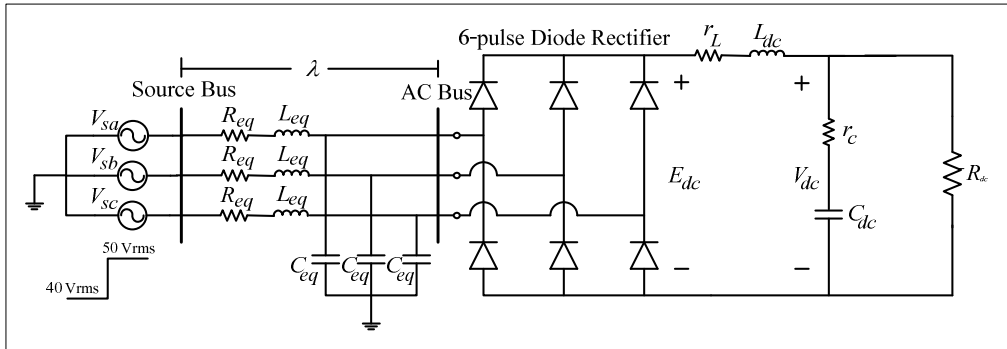 6-pulse Diode Rectifier
r_L
L_dc
λ
Source Bus
AC Bus
V_sa
R_eq
L_eq
V_sb
R_eq
L_eq
V_sc
R_eq
L_eq
+
+
r_c
E_dc
V_dc
R_dc
C_dc
50 Vrms
40 Vrms
C_eq
C_eq
C_eq
−
−